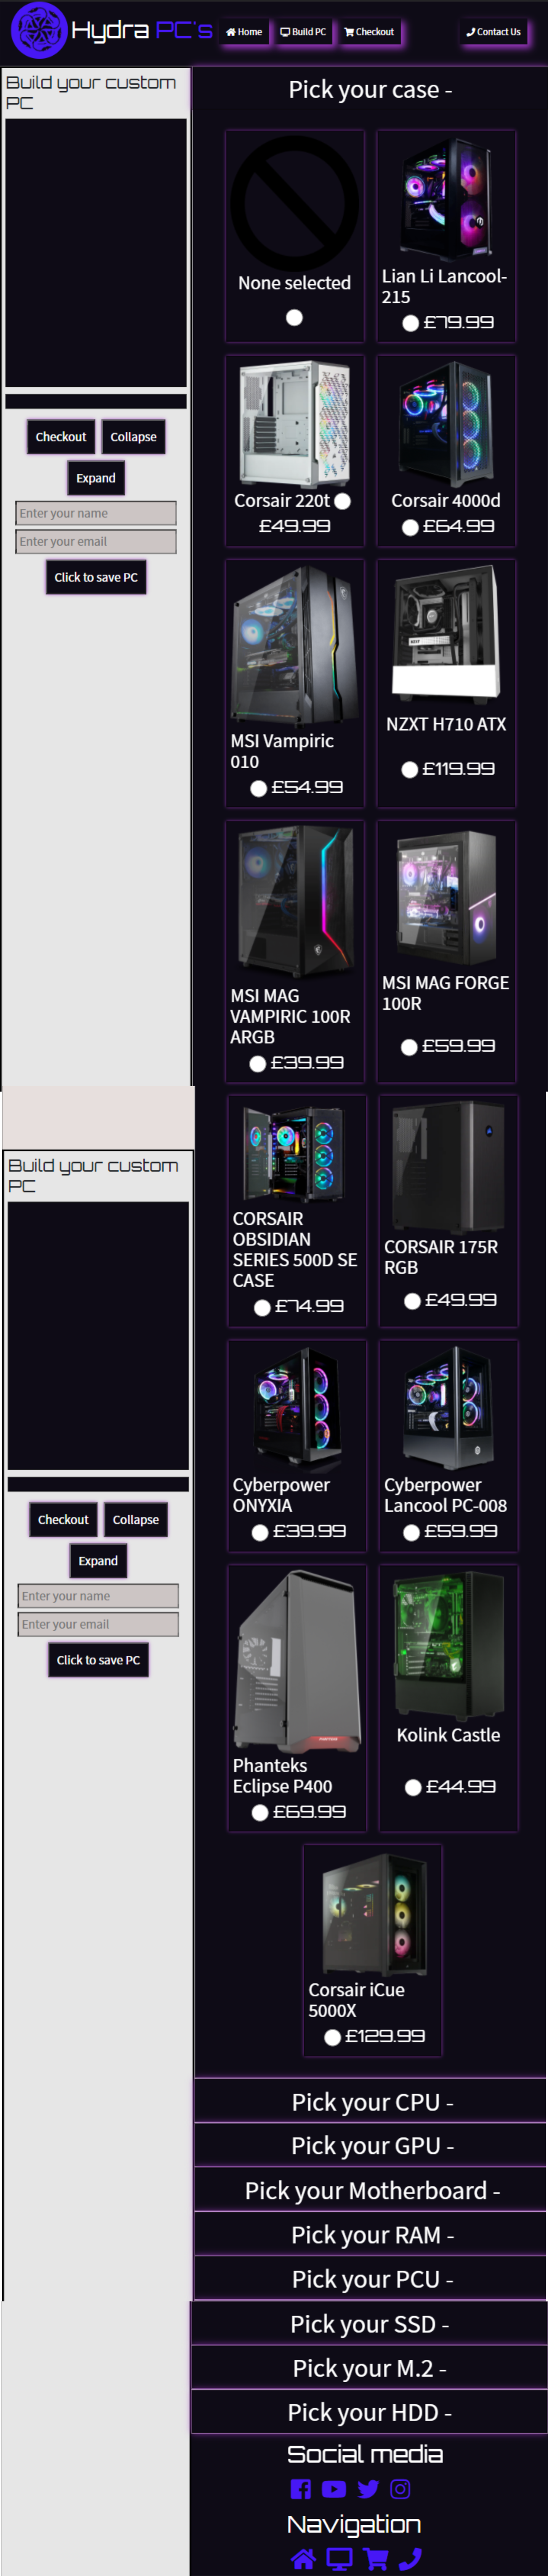 Hydra PC's
Home
Build PC
Checkout
Contact Us
Build your custom
PC
Checkout
Collapse
Expand
Enter your name
Enter your email
Click to save PC
Pick your case -
None selected
Lian Li Lancool-
215
£79.99
Corsair 220t
£49.99
Corsair 4000d
£64.99
MSI Vampiric
010
£54.99
NZXT H710 ATX
£119.99
MSI MAG
VAMPIRIC 100R
ARGB
£39.99
MSI MAG FORGE
100R
£59.99
Build your custom
PC
Checkout
Collapse
Expand
Enter your name
Enter your email
Click to save PC
CORSAIR
OBSIDIAN
SERIES 500D SE
CASE
£74.99
CORSAIR 175R
RGB
£49.99
Cyberpower
ONYXIA
£39.99
Cyberpower
Lancool PC-008
£59.99
Phanteks
Eclipse P400
£69.99
Kolink Castle
£44.99
Corsair iCue
5000X
£129.99
Pick your CPU -
Pick your GPU -
Pick your Motherboard -
Pick your RAM -
Pick your PCU -
Pick your SSD -
Pick your M.2 -
Pick your HDD -
Social media
Navigation